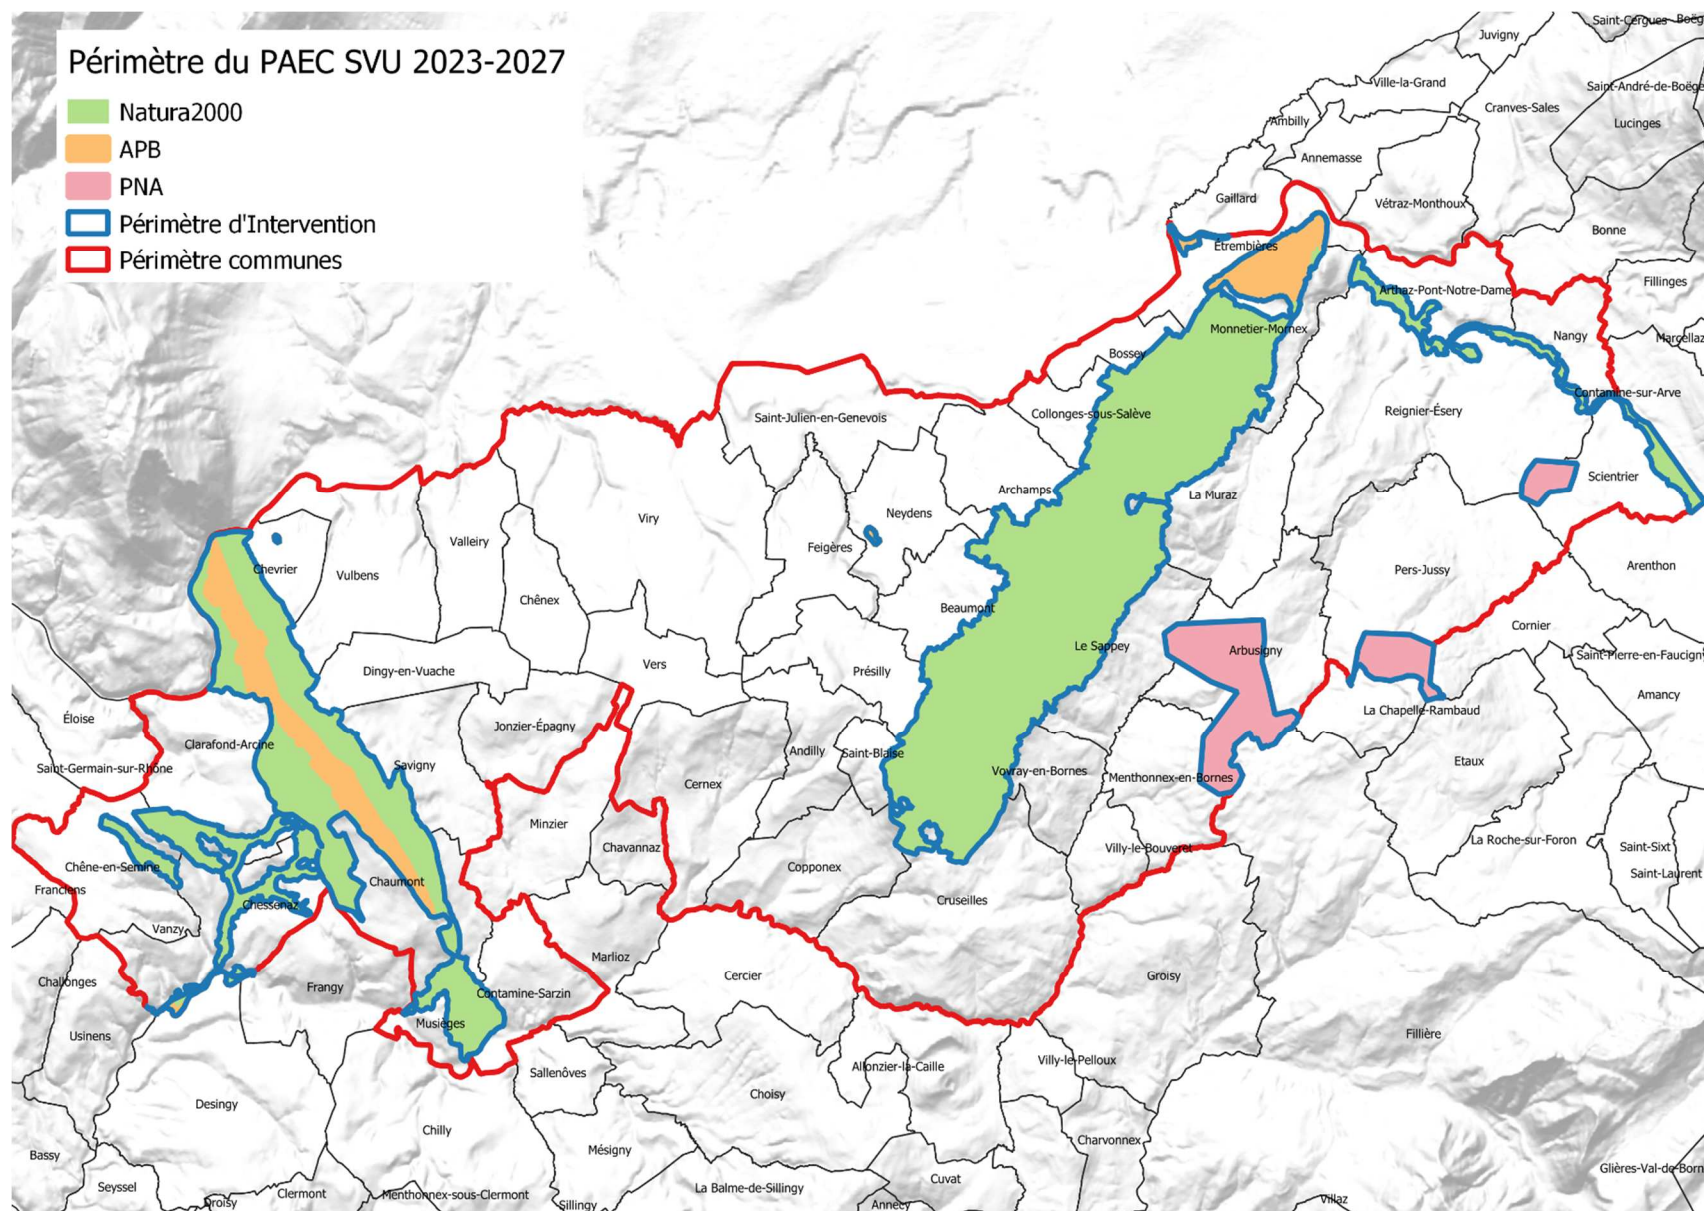 Périmètre du PAEC SVU 2023-2027
Natura2000
APB
PNA
Périmètre d'Intervention
Périmètre communes
Saint-Cergues
Juvigny
Ville-la-Grand
Saint-André-de-Boëge
Cranves-Sales
Ambilly
Lucinges
Annemasse
Gaillard
Vétraz-Monthoux
Bonne
Étrembières
Fillinges
Arthaz-Pont-Notre-Dame
Monnetier-Mornex
Nangy
Marcellaz
Bossey
Contamine-sur-Arve
Collonges-sous-Salève
Reignier-Ésery
Saint-Julien-en-Genevois
Scientrier
Archamps
La Muraz
Neydens
Viry
Valleiry
Feigères
Chevrier
Vulbens
Arenthon
Pers-Jussy
Chênex
Beaumont
Cornier
Le Sappey
Arbusigny
Saint-Pierre-en-Faucigny
Vers
Dingy-en-Vuache
Présilly
Amancy
La Chapelle-Rambaud
Éloise
Jonzier-Épagny
Clarafond-Arcine
Andilly
Saint-Blaise
Etaux
Savigny
Saint-Germain-sur-Rhône
Vovray-en-Bornes
Menthonnex-en-Bornes
Cernex
Minzier
La Roche-sur-Foron
Chavannaz
Villy-le-Bouveret
Saint-Sixt
Chêne-en-Semine
Copponex
Saint-Laurent
Chaumont
Franclens
Cruseilles
Chessenaz
Vanzy
Marlioz
Cercier
Groisy
Challonges
Frangy
Contamine-Sarzin
Musièges
Usinens
Fillière
Villy-le-Pelloux
Allonzier-la-Caille
Sallenôves
Choisy
Desingy
Chilly
Charvonnex
Mésigny
Bassy
Glières-Val-de-Born
Cuvat
Seyssel
La Balme-de-Sillingy
Clermont
Menthonnex-sous-Clermont
Villaz
Droisy
Sillingy
Annecy